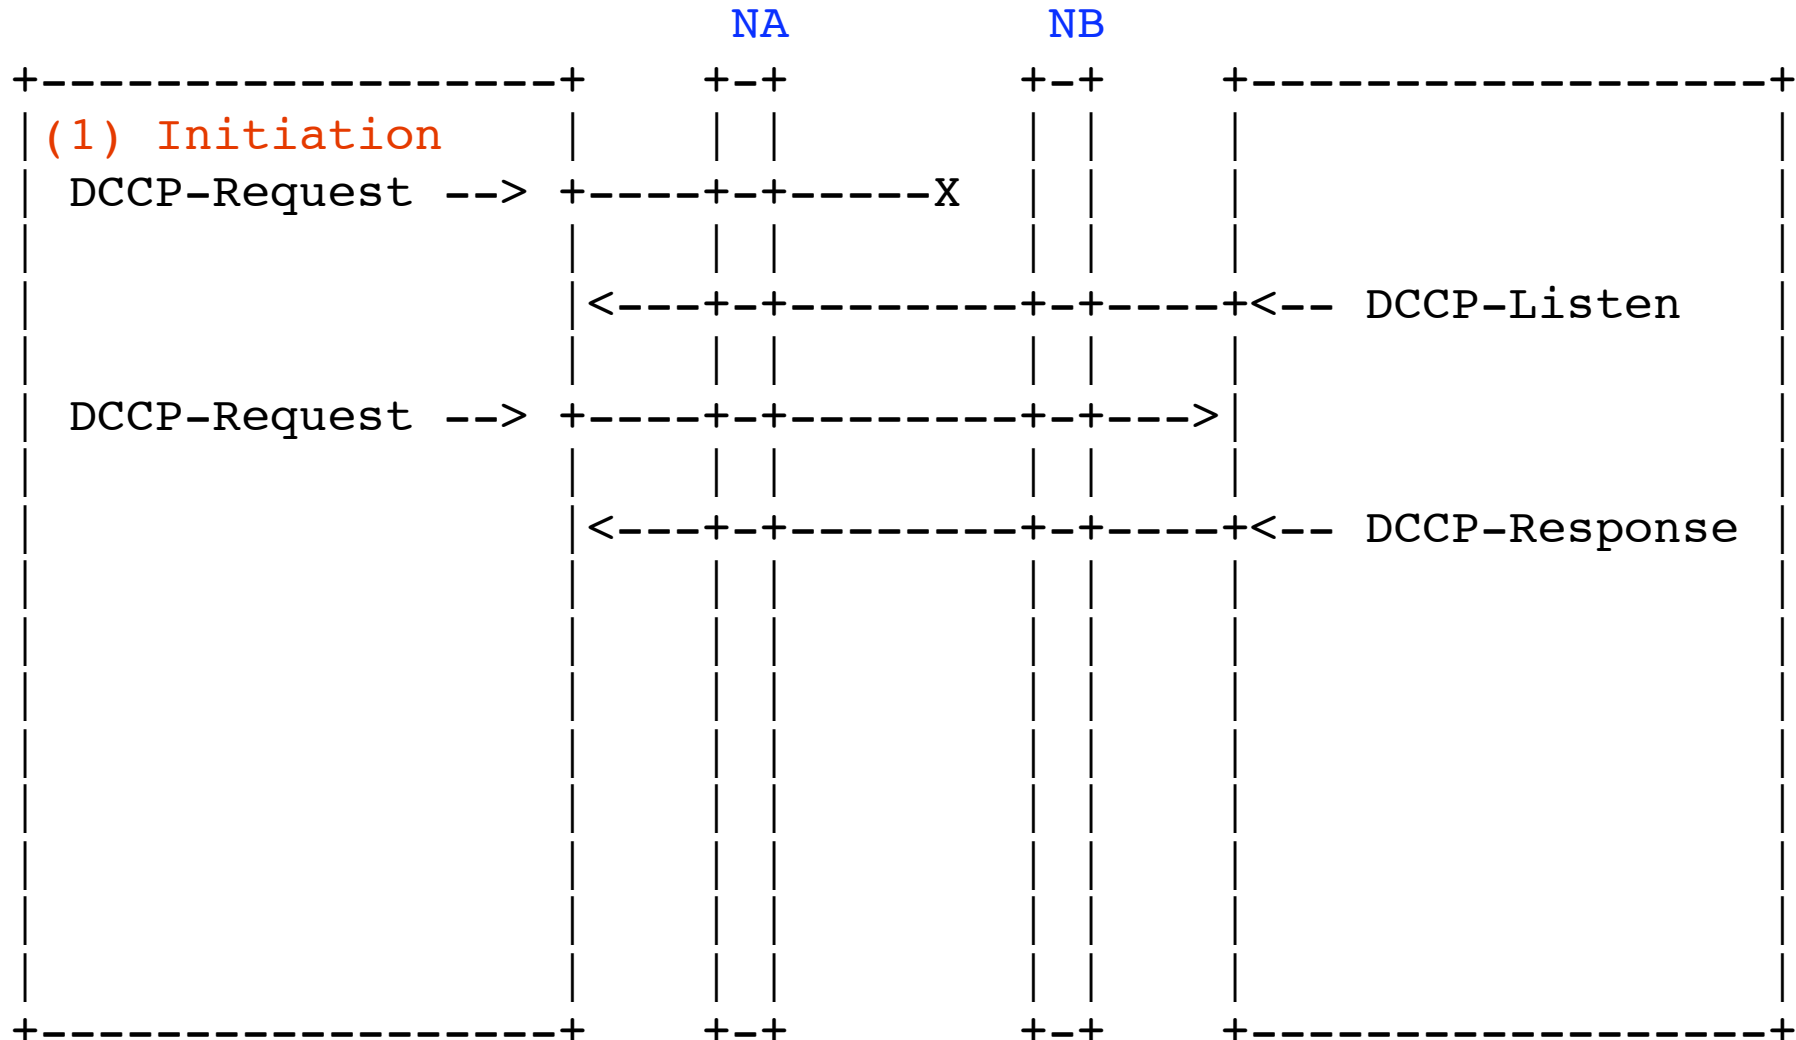 NA NB
+------------------+ +-+ +-+ +------------------+
|(1) Initiation | | | | | | |
| DCCP-Request --> +----+-+-----X | | | |
| | | | | | | |
| |<---+-+--------+-+----+<-- DCCP-Listen |
| | | | | | | |
| DCCP-Request --> +----+-+--------+-+--->| |
| | | | | | | |
| |<---+-+--------+-+----+<-- DCCP-Response |
| | | | | | | |
| | | | | | | |
| | | | | | | |
| | | | | | | |
| | | | | | | |
| | | | | | | |
| | | | | | | |
| | | | | | | |
+------------------+ +-+ +-+ +------------------+